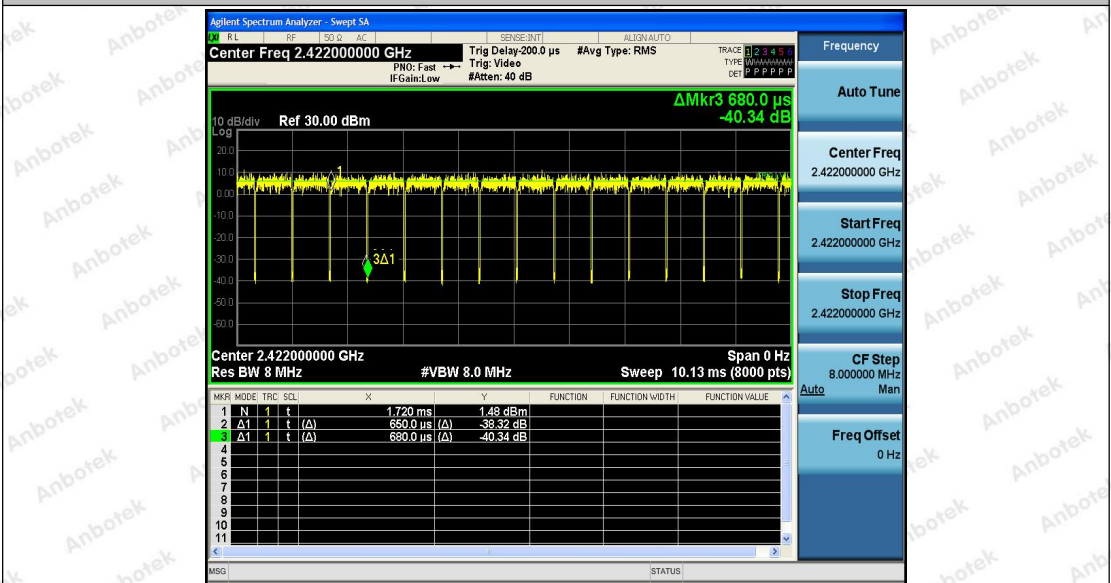 Agilent Spectrum Analyzer - Swept SA
RL RF 50 Ω AC SENSE:INT ALIGNAUTO
Center Freq 2.422000000 GHz
PNO: Fast
IFGain:Low
Trig Delay-200.0 µs
Trig: Video
#Atten: 40 dB
#Avg Type: RMS
TRACE 1 2 3 4 5 6
TYPE
DET P P P P P
ΔMkr3 680.0 µs
-40.34 dB
10 dB/div Ref 30.00 dBm
Log
20.0
10.0
0.00
-10.0
-20.0
-30.0
-40.0
-50.0
-60.0
1
3Δ1
Center 2.422000000 GHz Span 0 Hz
Res BW 8 MHz #VBW 8.0 MHz Sweep 10.13 ms (8000 pts)
MKR MODE TRC SCL X Y FUNCTION FUNCTION WIDTH FUNCTION VALUE
1 N 1 t 1.720 ms 1.48 dBm
2 Δ1 1 t (Δ) 650.0 µs (Δ) -38.32 dB
3 Δ1 1 t (Δ) 680.0 µs (Δ) -40.34 dB
4
5
6
7
8
9
10
11
MSG STATUS
Frequency
Auto Tune
Center Freq
2.422000000 GHz
Start Freq
2.422000000 GHz
Stop Freq
2.422000000 GHz
CF Step
8.000000 MHz
Auto Man
Freq Offset
0 Hz
Anbotek